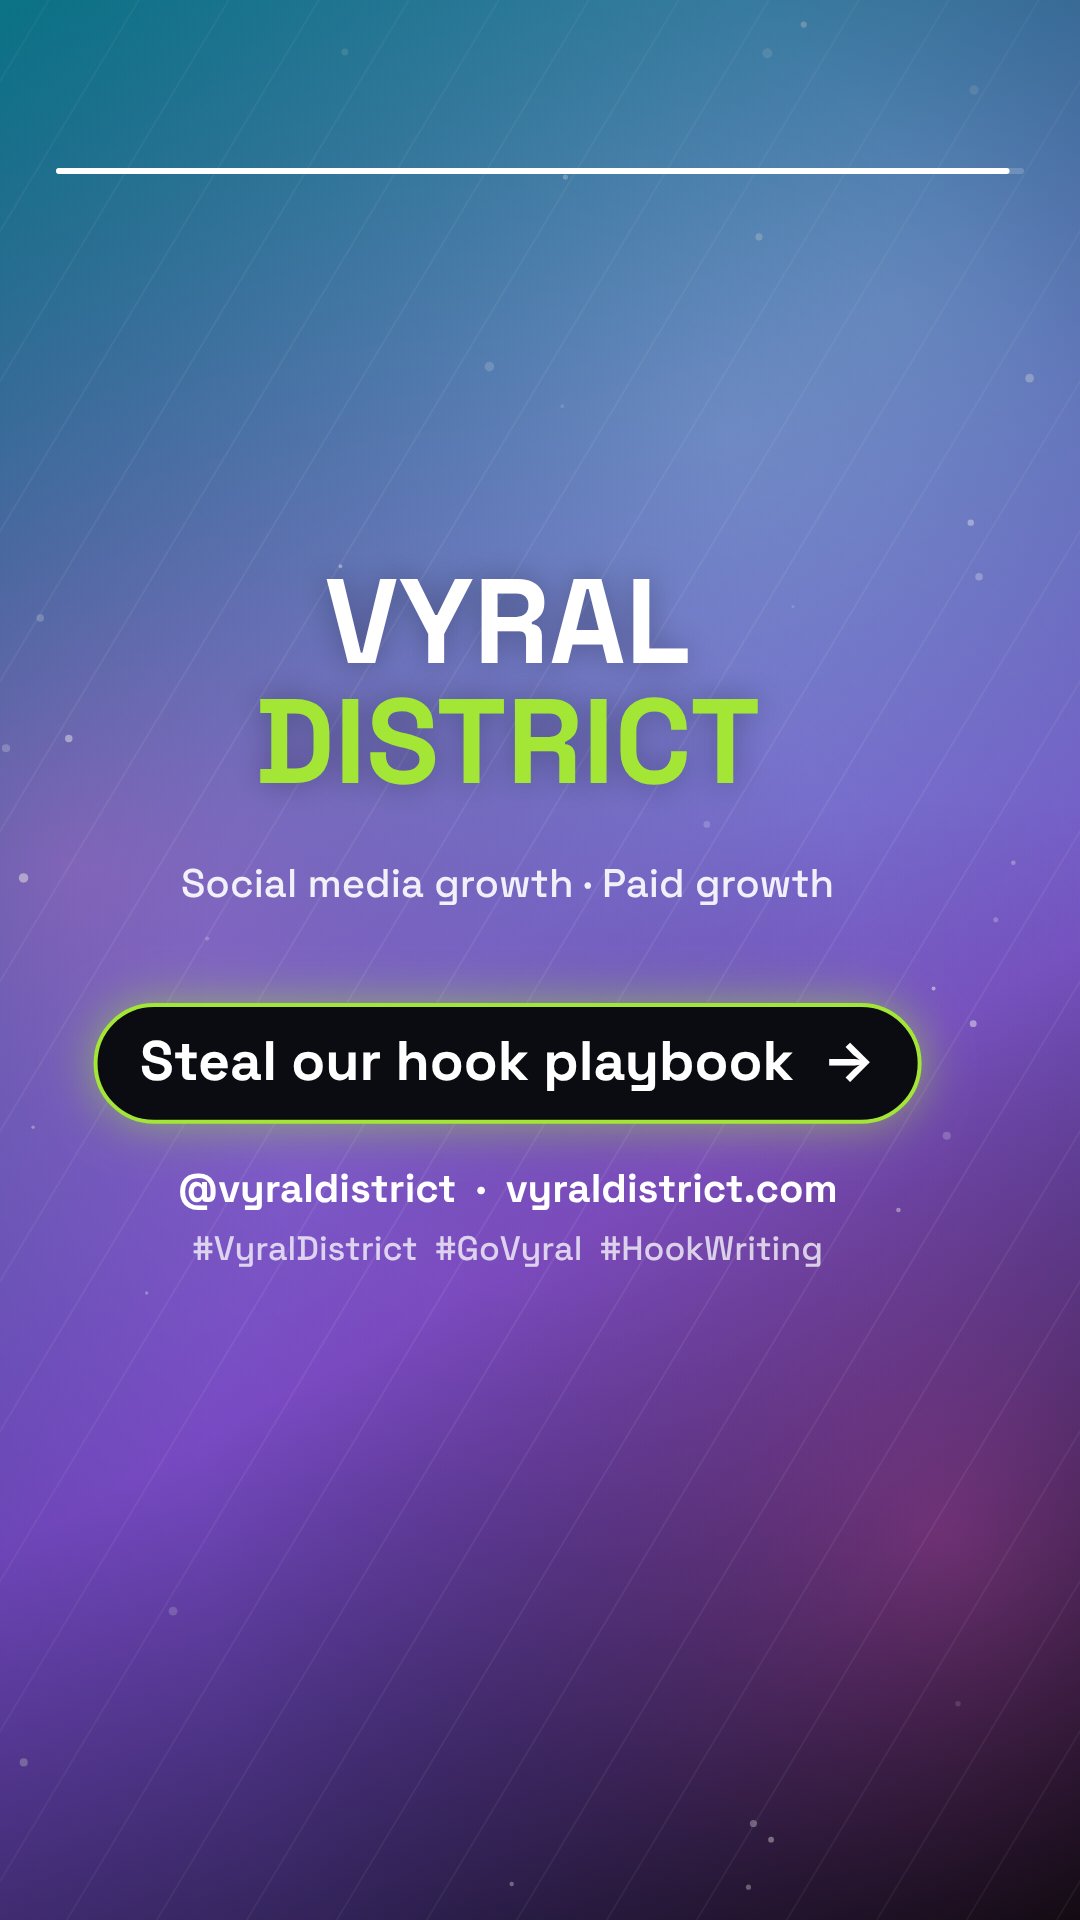 VYRAL
DISTRICT
Social media growth · Paid growth
Steal our hook playbook →
@vyraldistrict · vyraldistrict.com
#VyralDistrict #GoVyral #HookWriting